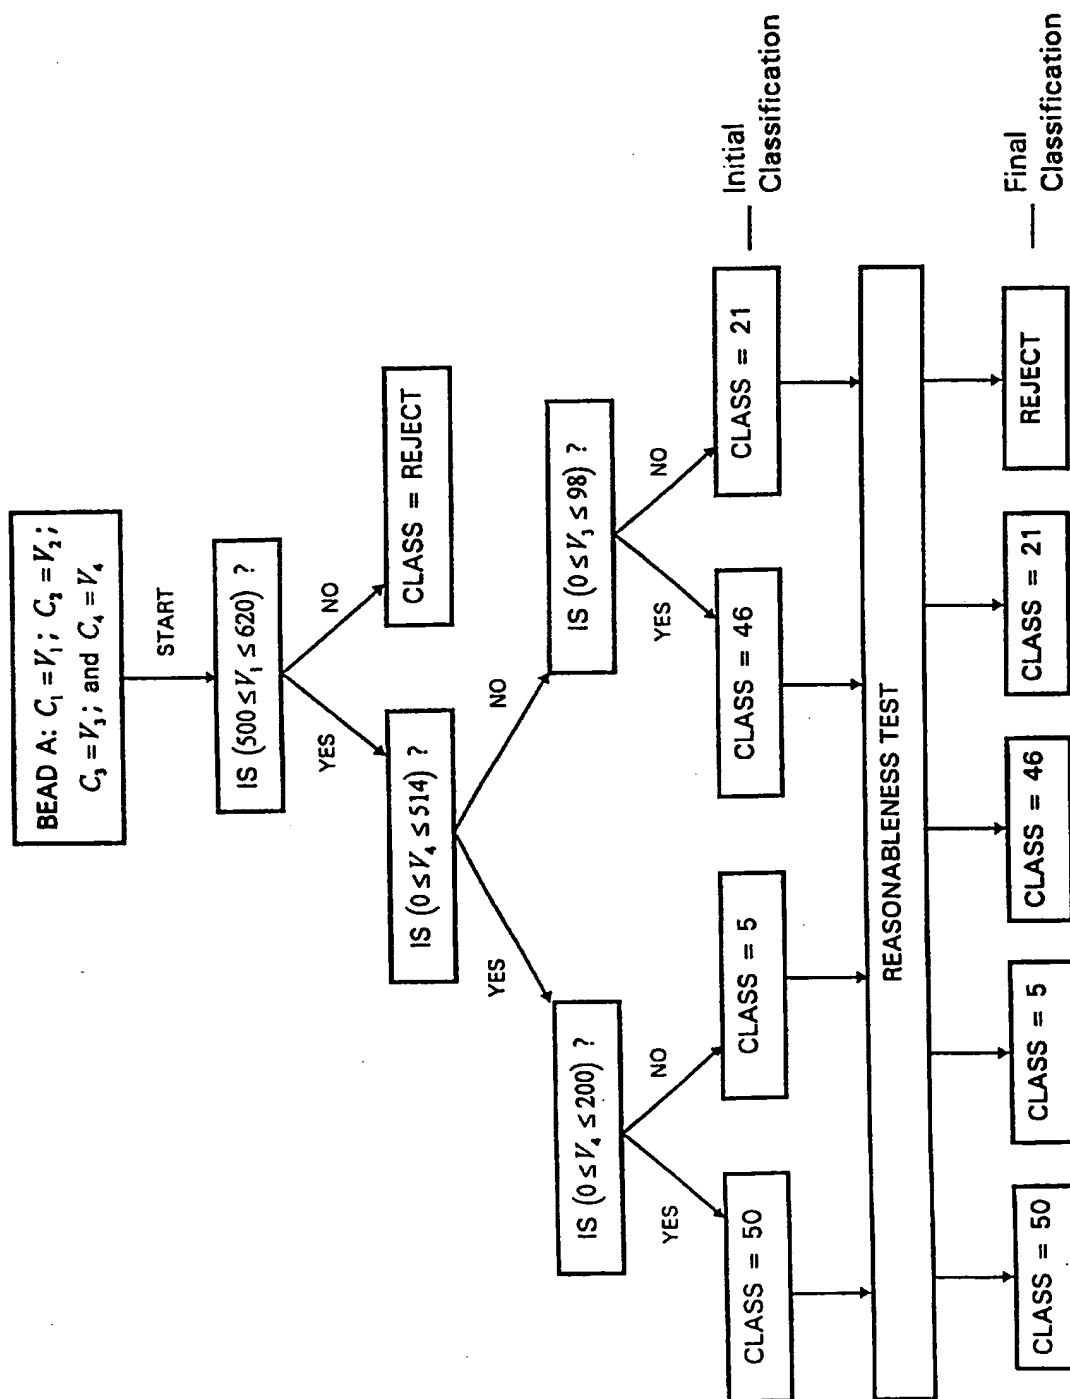 BEAD A: C₁ = V₁; C₂ = V₂;
C₃ = V₃; and C₄ = V₄
START
IS (500 ≤ V₁ ≤ 620) ?
YES
NO
IS (0 ≤ V₄ ≤ 514) ?
CLASS = REJECT
YES
NO
IS (0 ≤ V₄ ≤ 200) ?
IS (0 ≤ V₃ ≤ 98) ?
YES
NO
YES
NO
CLASS = 50
CLASS = 5
CLASS = 46
CLASS = 21
Initial
Classification
REASONABLENESS TEST
CLASS = 50
CLASS = 5
CLASS = 46
CLASS = 21
REJECT
Final
Classification